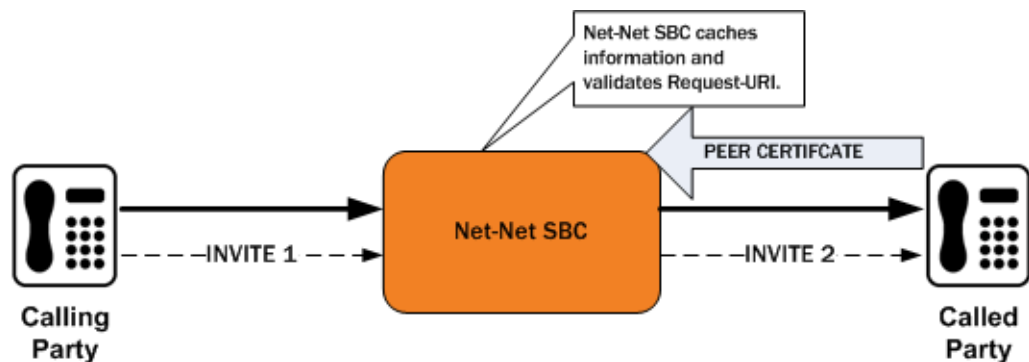 Net-Net SBC caches
information and
validates Request-URI.
PEER CERTIFCATE
Net-Net SBC
INVITE 1
INVITE 2
Calling
Party
Called
Party